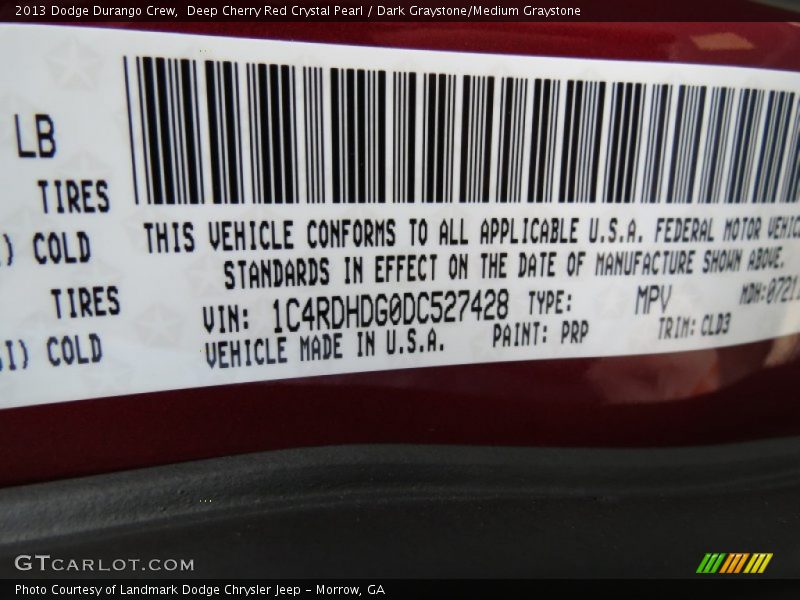 2013 Dodge Durango Crew, Deep Cherry Red Crystal Pearl / Dark Graystone/Medium Graystone
LB
TIRES
COLD
TIRES
COLD
THIS VEHICLE CONFORMS TO ALL APPLICABLE U.S.A. FEDERAL MOTOR
STANDARDS IN EFFECT ON THE DATE OF MANUFACTURE SHOWN ABOVE.
VIN: 1C4RDHDG0DC527428 TYPE: MPV MDH:
VEHICLE MADE IN U.S.A. PAINT: PRP TRIM: CLD3
GTCARLOT.COM
Photo Courtesy of Landmark Dodge Chrysler Jeep - Morrow, GA